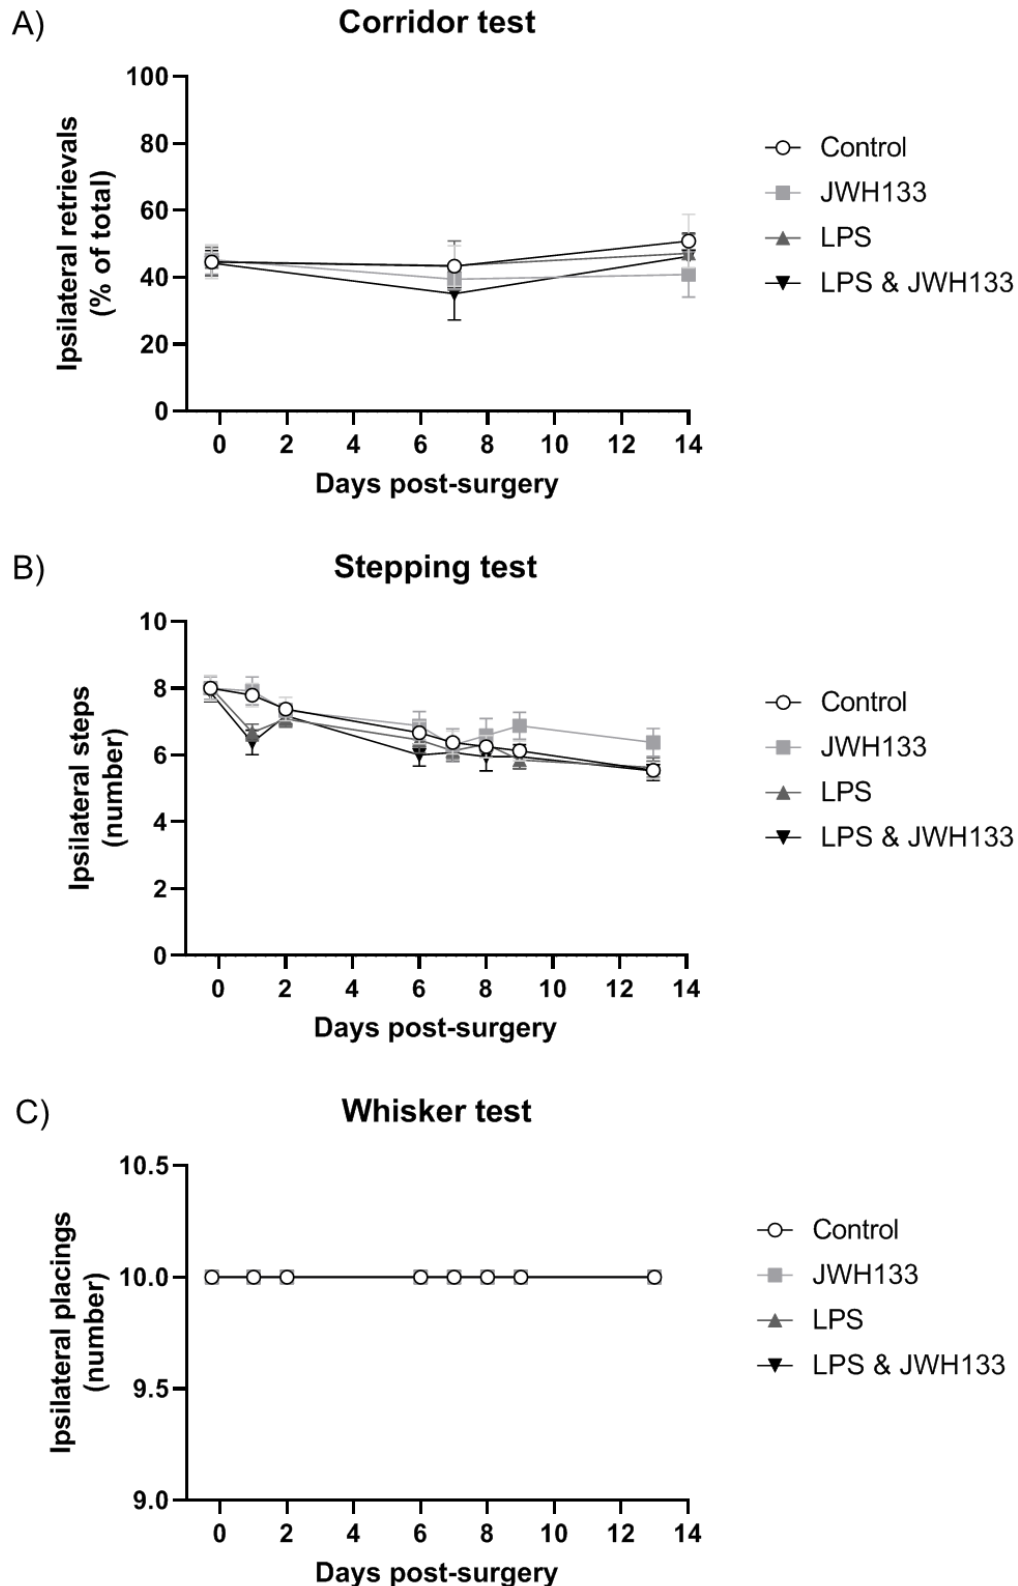 A)
Corridor test
Ipsilateral retrievals
(% of total)
100
80
60
40
20
0
0 2 4 6 8 10 12 14
Days post-surgery
Control
JWH133
LPS
LPS & JWH133
B)
Stepping test
Ipsilateral steps
(number)
10
8
6
4
2
0
0 2 4 6 8 10 12 14
Days post-surgery
Control
JWH133
LPS
LPS & JWH133
C)
Whisker test
Ipsilateral placings
(number)
10.5
10.0
9.5
9.0
0 2 4 6 8 10 12 14
Days post-surgery
Control
JWH133
LPS
LPS & JWH133